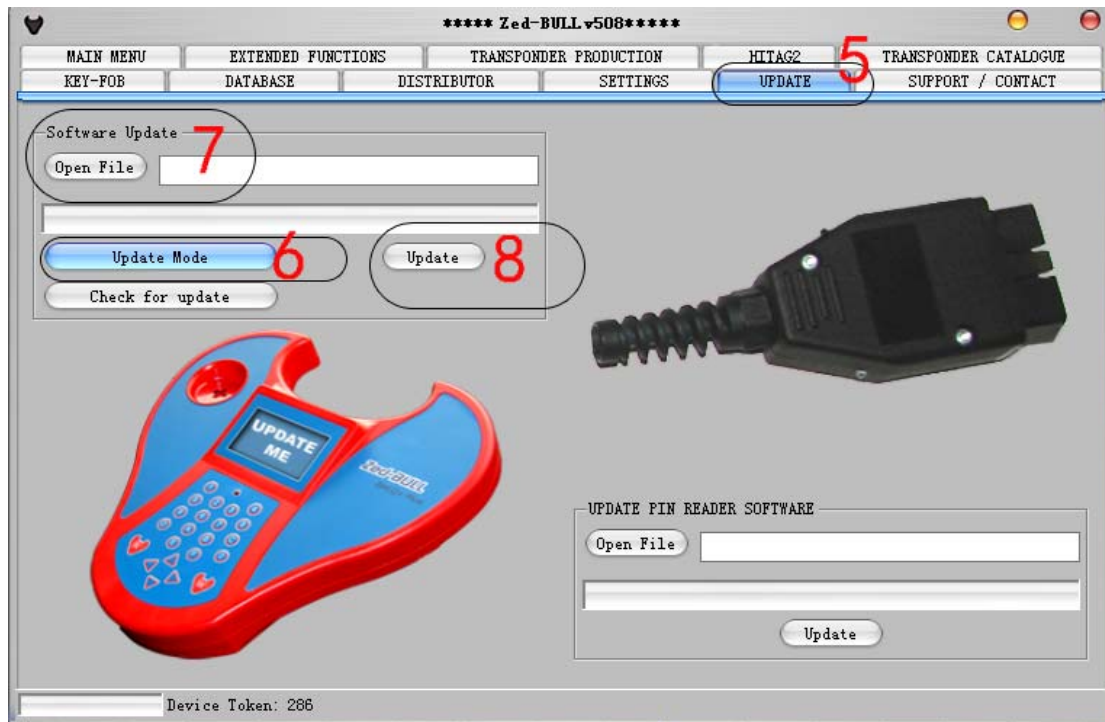 ***** Zed-BULL v508*****
MAIN MENU EXTENDED FUNCTIONS TRANSPONDER PRODUCTION HITAG2 TRANSPONDER CATALOGUE
KEY-FOB DATABASE DISTRIBUTOR SETTINGS UPDATE SUPPORT / CONTACT
5
Software Update
7
Open File
Update Mode
6
Update
8
Check for update
UPDATE
ME
Zed-BULL
UPDATE PIN READER SOFTWARE
Open File
Update
Device Token: 286